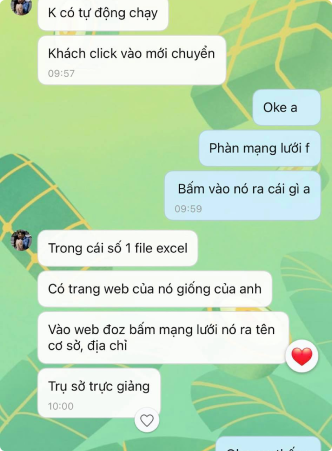 K có tự động chạy
Khách click vào mới chuyển
09:57
Oke a
Phàn mạng lưới f
Bấm vào nó ra cái gì a
09:59
Trong cái số 1 file excel
Có trang web của nó giống của anh
Vào web đoz bấm mạng lưới nó ra tên
cơ sở, địa chỉ
Trụ sở trực giảng
10:00